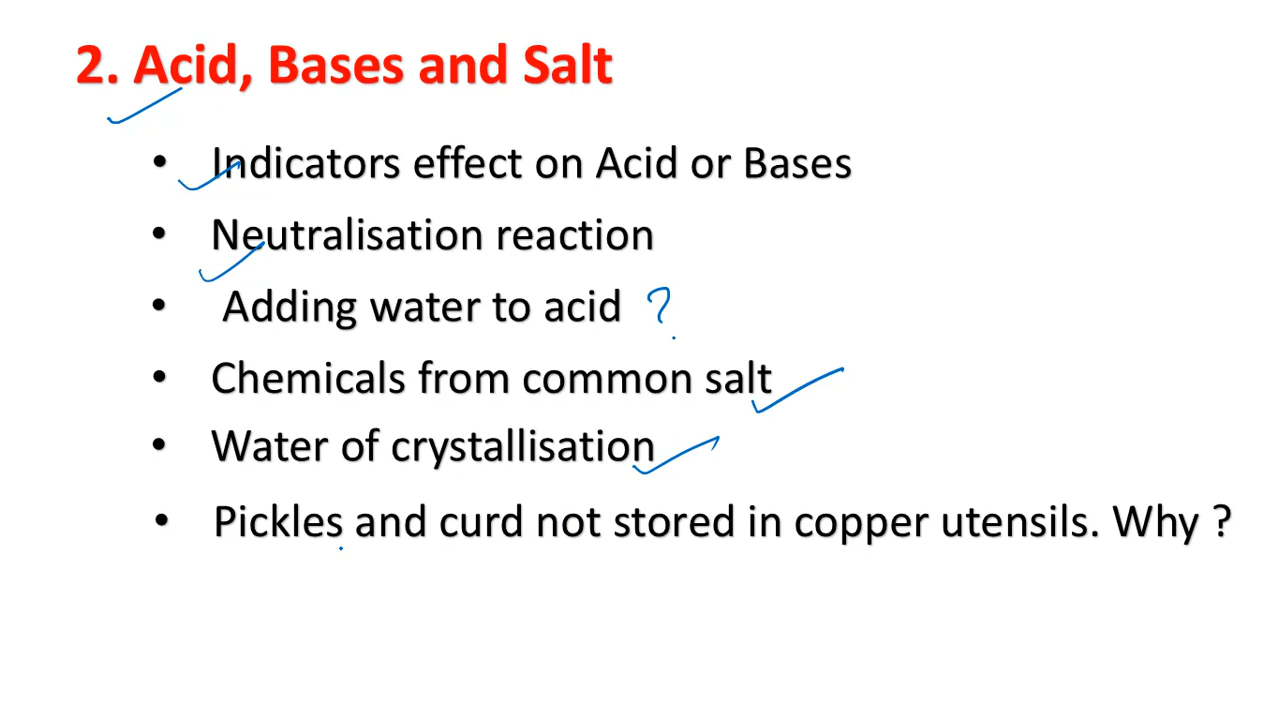 2. Acid, Bases and Salt
• Indicators effect on Acid or Bases
• Neutralisation reaction
• Adding water to acid ?
• Chemicals from common salt
• Water of crystallisation
• Pickles and curd not stored in copper utensils. Why ?